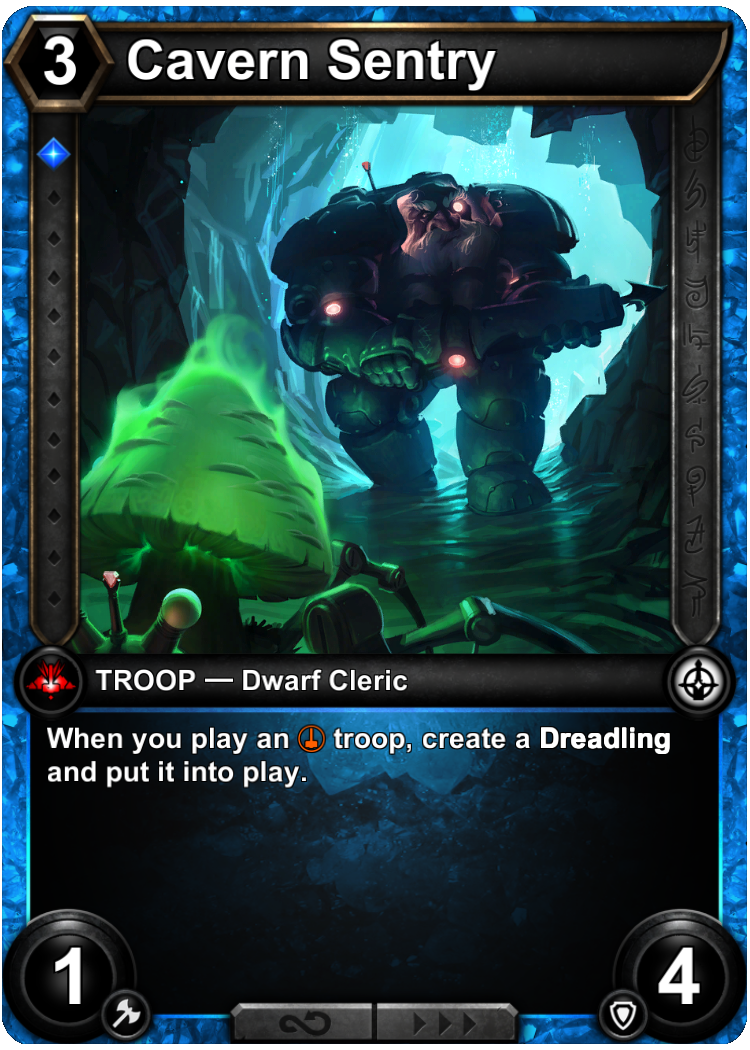 3 Cavern Sentry
TROOP — Dwarf Cleric
When you play an troop, create a Dreadling
and put it into play.
1 4